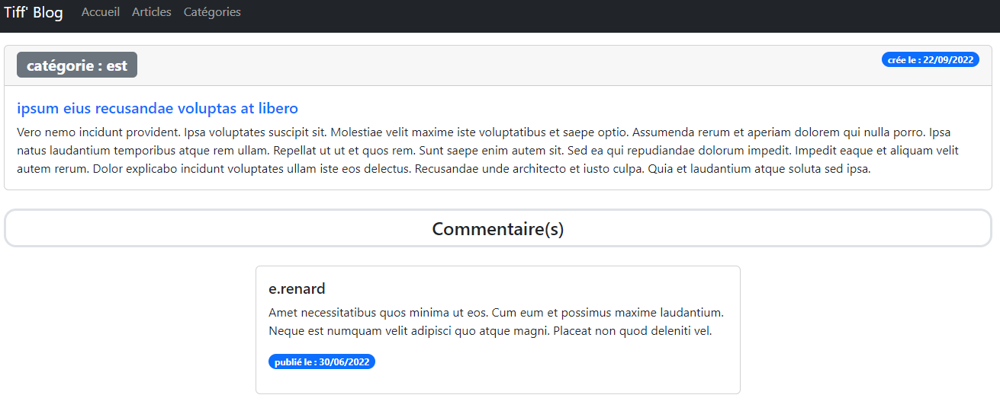 Tiff' Blog Accueil Articles Catégories
catégorie : est crée le : 22/09/2022
ipsum eius recusandae voluptas at libero
Vero nemo incidunt provident. Ipsa voluptates suscipit sit. Molestiae velit maxime iste voluptatibus et saepe optio. Assumenda rerum et aperiam dolorem qui nulla porro. Ipsa
natus laudantium temporibus atque rem ullam. Repellat ut ut et quos rem. Sunt saepe enim autem sit. Sed ea qui repudiandae dolorum impedit. Impedit eaque et aliquam velit
autem rerum. Dolor explicabo incidunt voluptates ullam iste eos delectus. Recusandae unde architecto et iusto culpa. Quia et laudantium atque soluta sed ipsa.
Commentaire(s)
e.renard
Amet necessitatibus quos minima ut eos. Cum eum et possimus maxime laudantium.
Neque est numquam velit adipisci quo atque magni. Placeat non quod deleniti vel.
publié le : 30/06/2022